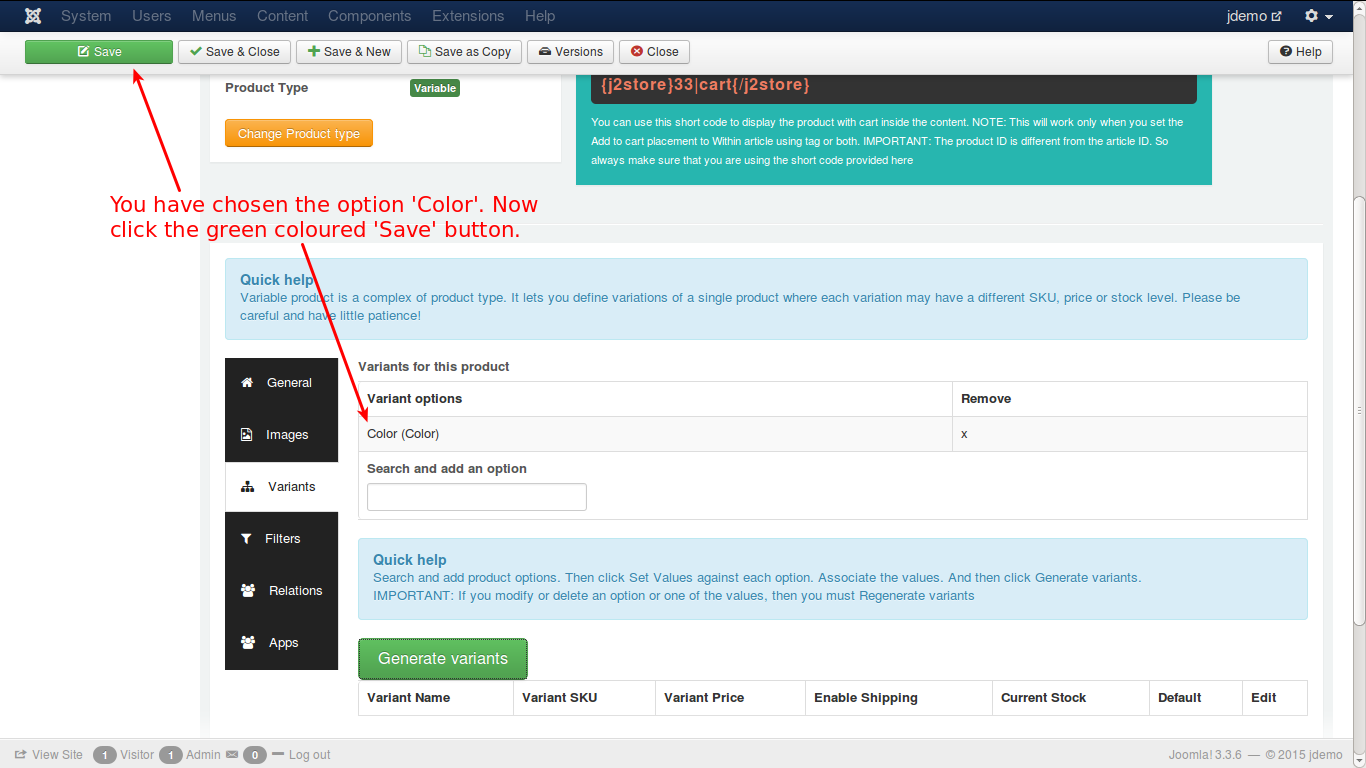 System Users Menus Content Components Extensions Help jdemo
Save Save & Close Save & New Save as Copy Versions Close Help
Product Type Variable
Change Product type
{j2store}33|cart{/j2store}
You can use this short code to display the product with cart inside the content. NOTE: This will work only when you set the
Add to cart placement to Within article using tag or both. IMPORTANT: The product ID is different from the article ID. So
always make sure that you are using the short code provided here
You have chosen the option 'Color'. Now
click the green coloured 'Save' button.
Quick help
Variable product is a complex of product type. It lets you define variations of a single product where each variation may have a different SKU, price or stock level. Please be
careful and have little patience!
General
Images
Variants
Filters
Relations
Apps
Variants for this product
Variant options Remove
Color (Color) x
Search and add an option
Quick help
Search and add product options. Then click Set Values against each option. Associate the values. And then click Generate variants.
IMPORTANT: If you modify or delete an option or one of the values, then you must Regenerate variants
Generate variants
Variant Name Variant SKU Variant Price Enable Shipping Current Stock Default Edit
View Site 1 Visitor 1 Admin 0 Log out Joomla! 3.3.6 — © 2015 jdemo